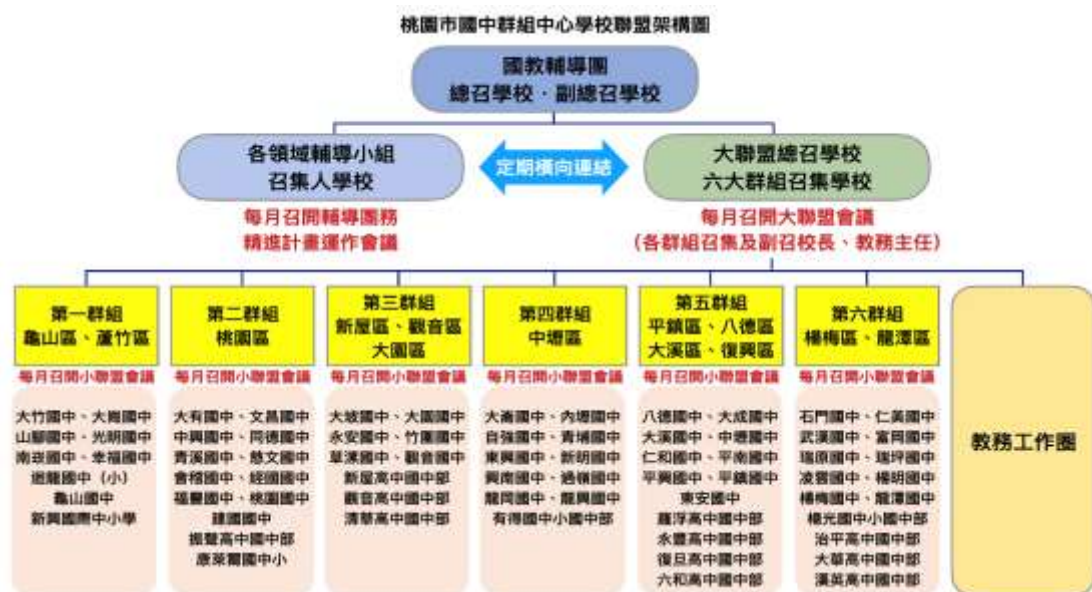 桃園市國中群組中心學校聯盟架構圖
國教輔導團
總召學校・副總召學校
各領域輔導小組
召集人學校
定期橫向連結
大聯盟總召學校
六大群組召集學校
每月召開輔導團務
精進計畫運作會議
每月召開大聯盟會議
(各群組召集及副召校長、教務主任)
第一群組
龜山區、蘆竹區
每月召開小聯盟會議
大竹國中、大崗國中
山腳國中、光明國中
南崁國中、幸福國中
迴龍國中（小）
龜山國中
新興國際中小學
第二群組
桃園區
每月召開小聯盟會議
大有國中、文昌國中
中興國中、同德國中
青溪國中、慈文國中
會稽國中、經國國中
福豐國中、桃園國中
建國國中
振聲高中國中部
康萊爾國中小
第三群組
新屋區、觀音區
大園區
每月召開小聯盟會議
大坡國中、大園國中
永安國中、竹圍國中
草漯國中、觀音國中
新屋高中國中部
觀音高中國中部
清華高中國中部
第四群組
中壢區
每月召開小聯盟會議
大崙國中、內壢國中
自強國中、青埔國中
東興國中、新明國中
興南國中、過嶺國中
龍岡國中、龍興國中
有得國中小國中部
第五群組
平鎮區、八德區
大溪區、復興區
每月召開小聯盟會議
八德國中、大成國中
大溪國中、中壢國中
仁和國中、平南國中
平興國中、平鎮國中
東安國中
羅浮高中國中部
永豐高中國中部
復旦高中國中部
六和高中國中部
第六群組
楊梅區、龍潭區
每月召開小聯盟會議
石門國中、仁美國中
武漢國中、富岡國中
瑞原國中、瑞坪國中
凌雲國中、楊明國中
楊梅國中、龍潭國中
楊光國中小國中部
治平高中國中部
大華高中國中部
漢英高中國中部
教務工作圈